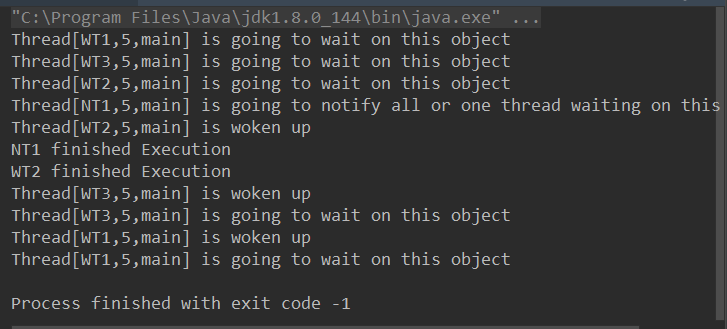 "C:\Program Files\Java\jdk1.8.0_144\bin\java.exe" ...
Thread[WT1,5,main] is going to wait on this object
Thread[WT3,5,main] is going to wait on this object
Thread[WT2,5,main] is going to wait on this object
Thread[NT1,5,main] is going to notify all or one thread waiting on this
Thread[WT2,5,main] is woken up
NT1 finished Execution
WT2 finished Execution
Thread[WT3,5,main] is woken up
Thread[WT3,5,main] is going to wait on this object
Thread[WT1,5,main] is woken up
Thread[WT1,5,main] is going to wait on this object
Process finished with exit code -1